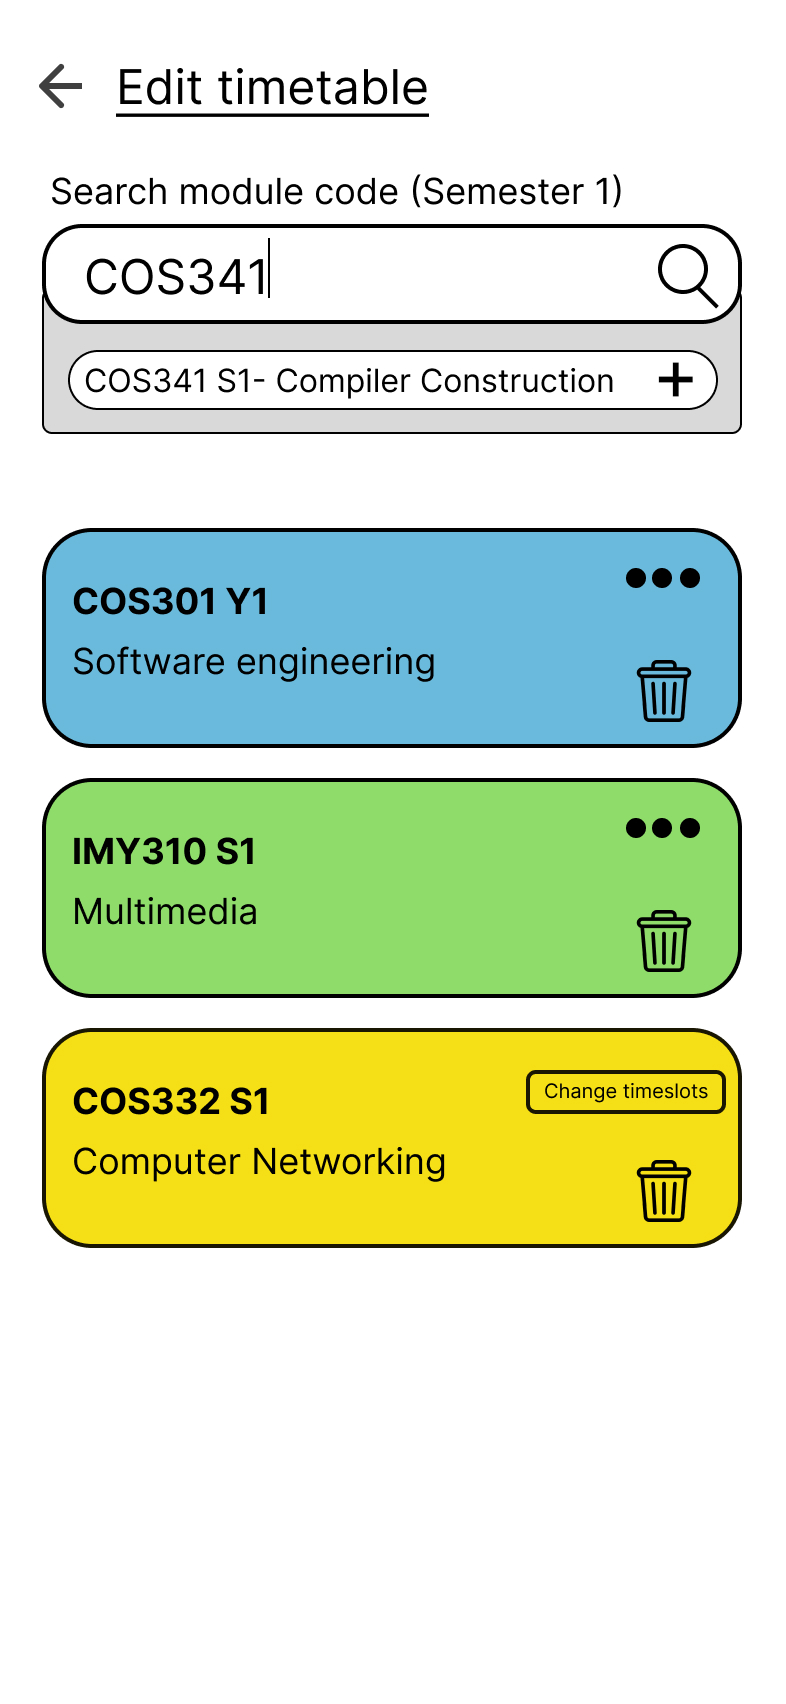 Edit timetable
Search module code (Semester 1)
COS341
COS341 S1- Compiler Construction
COS301 Y1
Software engineering
IMY310 S1
Multimedia
COS332 S1
Change timeslots
Computer Networking